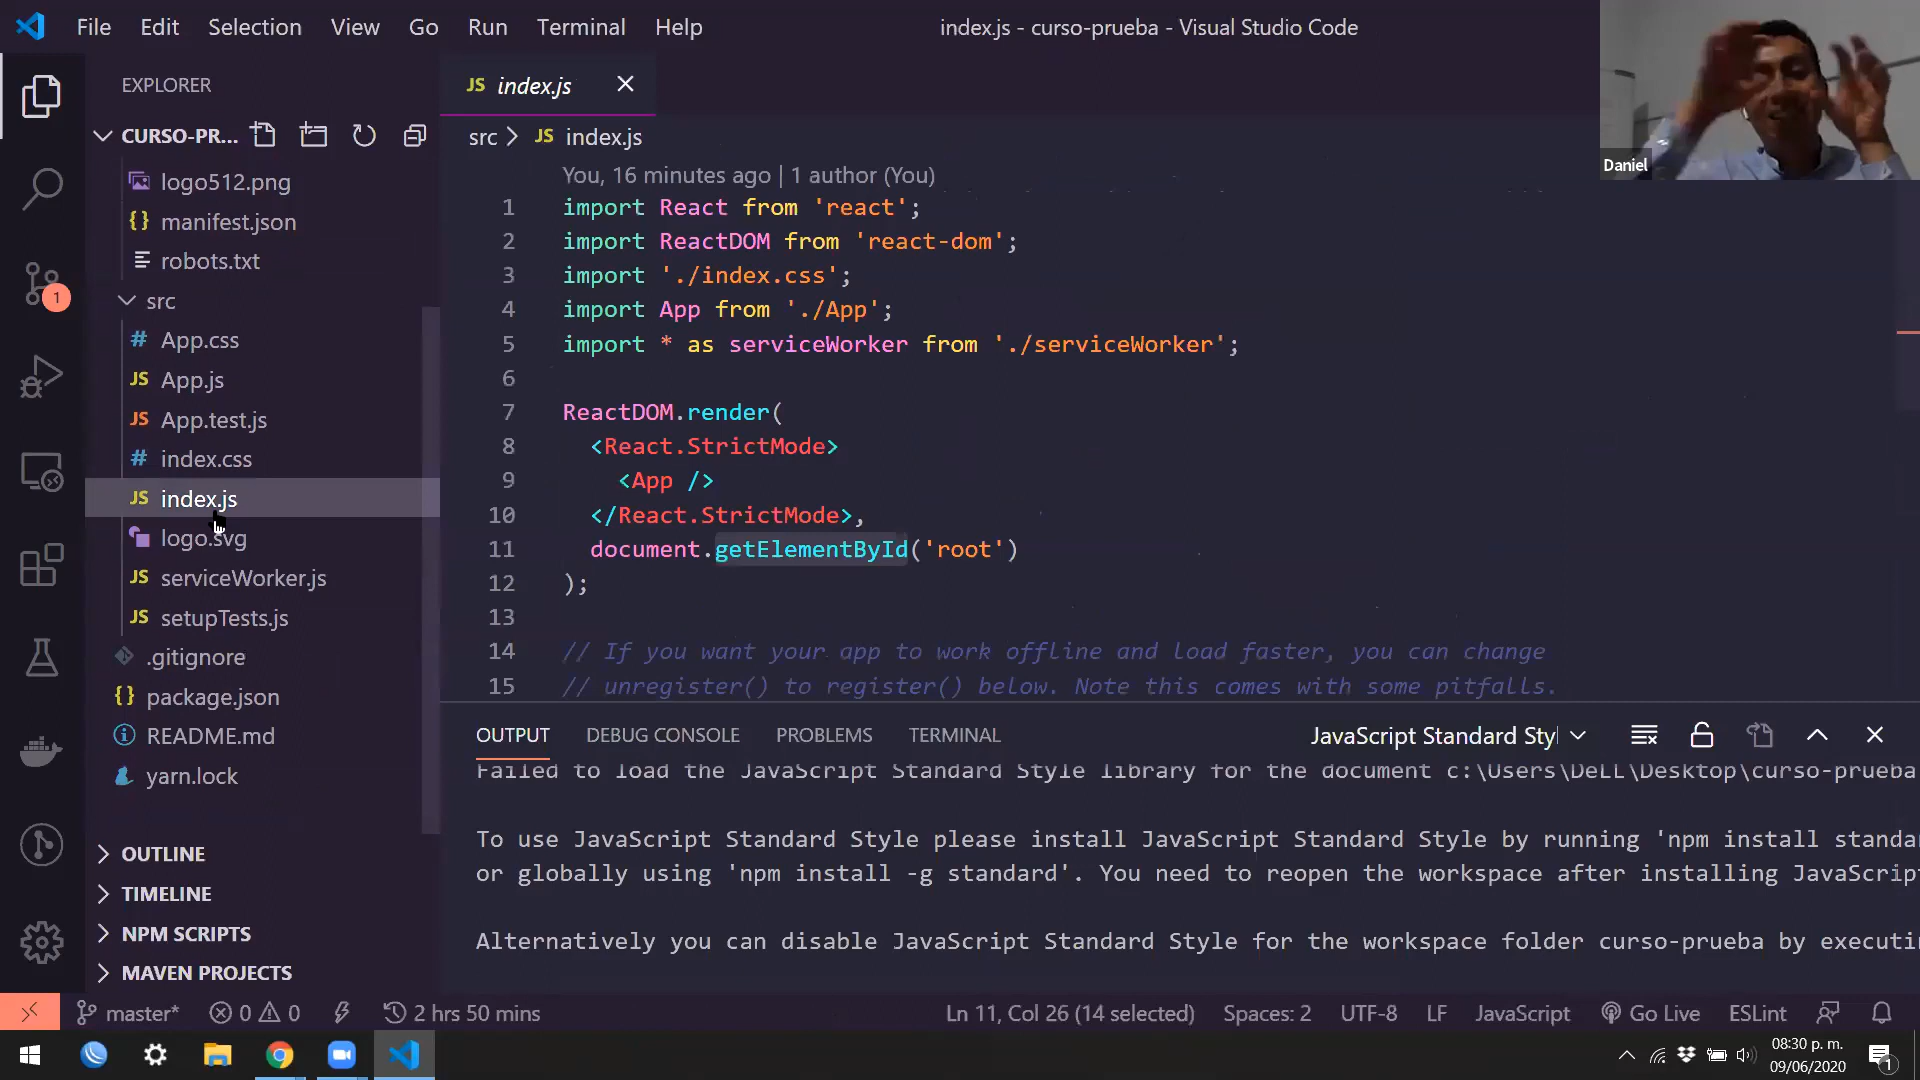 File Edit Selection View Go Run Terminal Help
index.js - curso-prueba - Visual Studio Code
Daniel
EXPLORER
CURSO-PR...
logo512.png
manifest.json
robots.txt
src
App.css
App.js
App.test.js
index.css
index.js
logo.svg
serviceWorker.js
setupTests.js
.gitignore
package.json
README.md
yarn.lock
OUTLINE
TIMELINE
NPM SCRIPTS
MAVEN PROJECTS
JS index.js
src > JS index.js
You, 16 minutes ago | 1 author (You)
1 import React from 'react';
2 import ReactDOM from 'react-dom';
3 import './index.css';
4 import App from './App';
5 import * as serviceWorker from './serviceWorker';
6
7 ReactDOM.render(
8 <React.StrictMode>
9 <App />
10 </React.StrictMode>,
11 document.getElementById('root')
12 );
13
14 // If you want your app to work offline and load faster, you can change
15 // unregister() to register() below. Note this comes with some pitfalls.
OUTPUT DEBUG CONSOLE PROBLEMS TERMINAL
JavaScript Standard Styl
Failed to load the JavaScript Standard Style library for the document c:\Users\DeLL\Desktop\curso-prueba
To use JavaScript Standard Style please install JavaScript Standard Style by running 'npm install standa
or globally using 'npm install -g standard'. You need to reopen the workspace after installing JavaScrip
Alternatively you can disable JavaScript Standard Style for the workspace folder curso-prueba by executi
master* 0 0 2 hrs 50 mins
Ln 11, Col 26 (14 selected) Spaces: 2 UTF-8 LF JavaScript Go Live ESLint
08:30 p. m.
09/06/2020
1